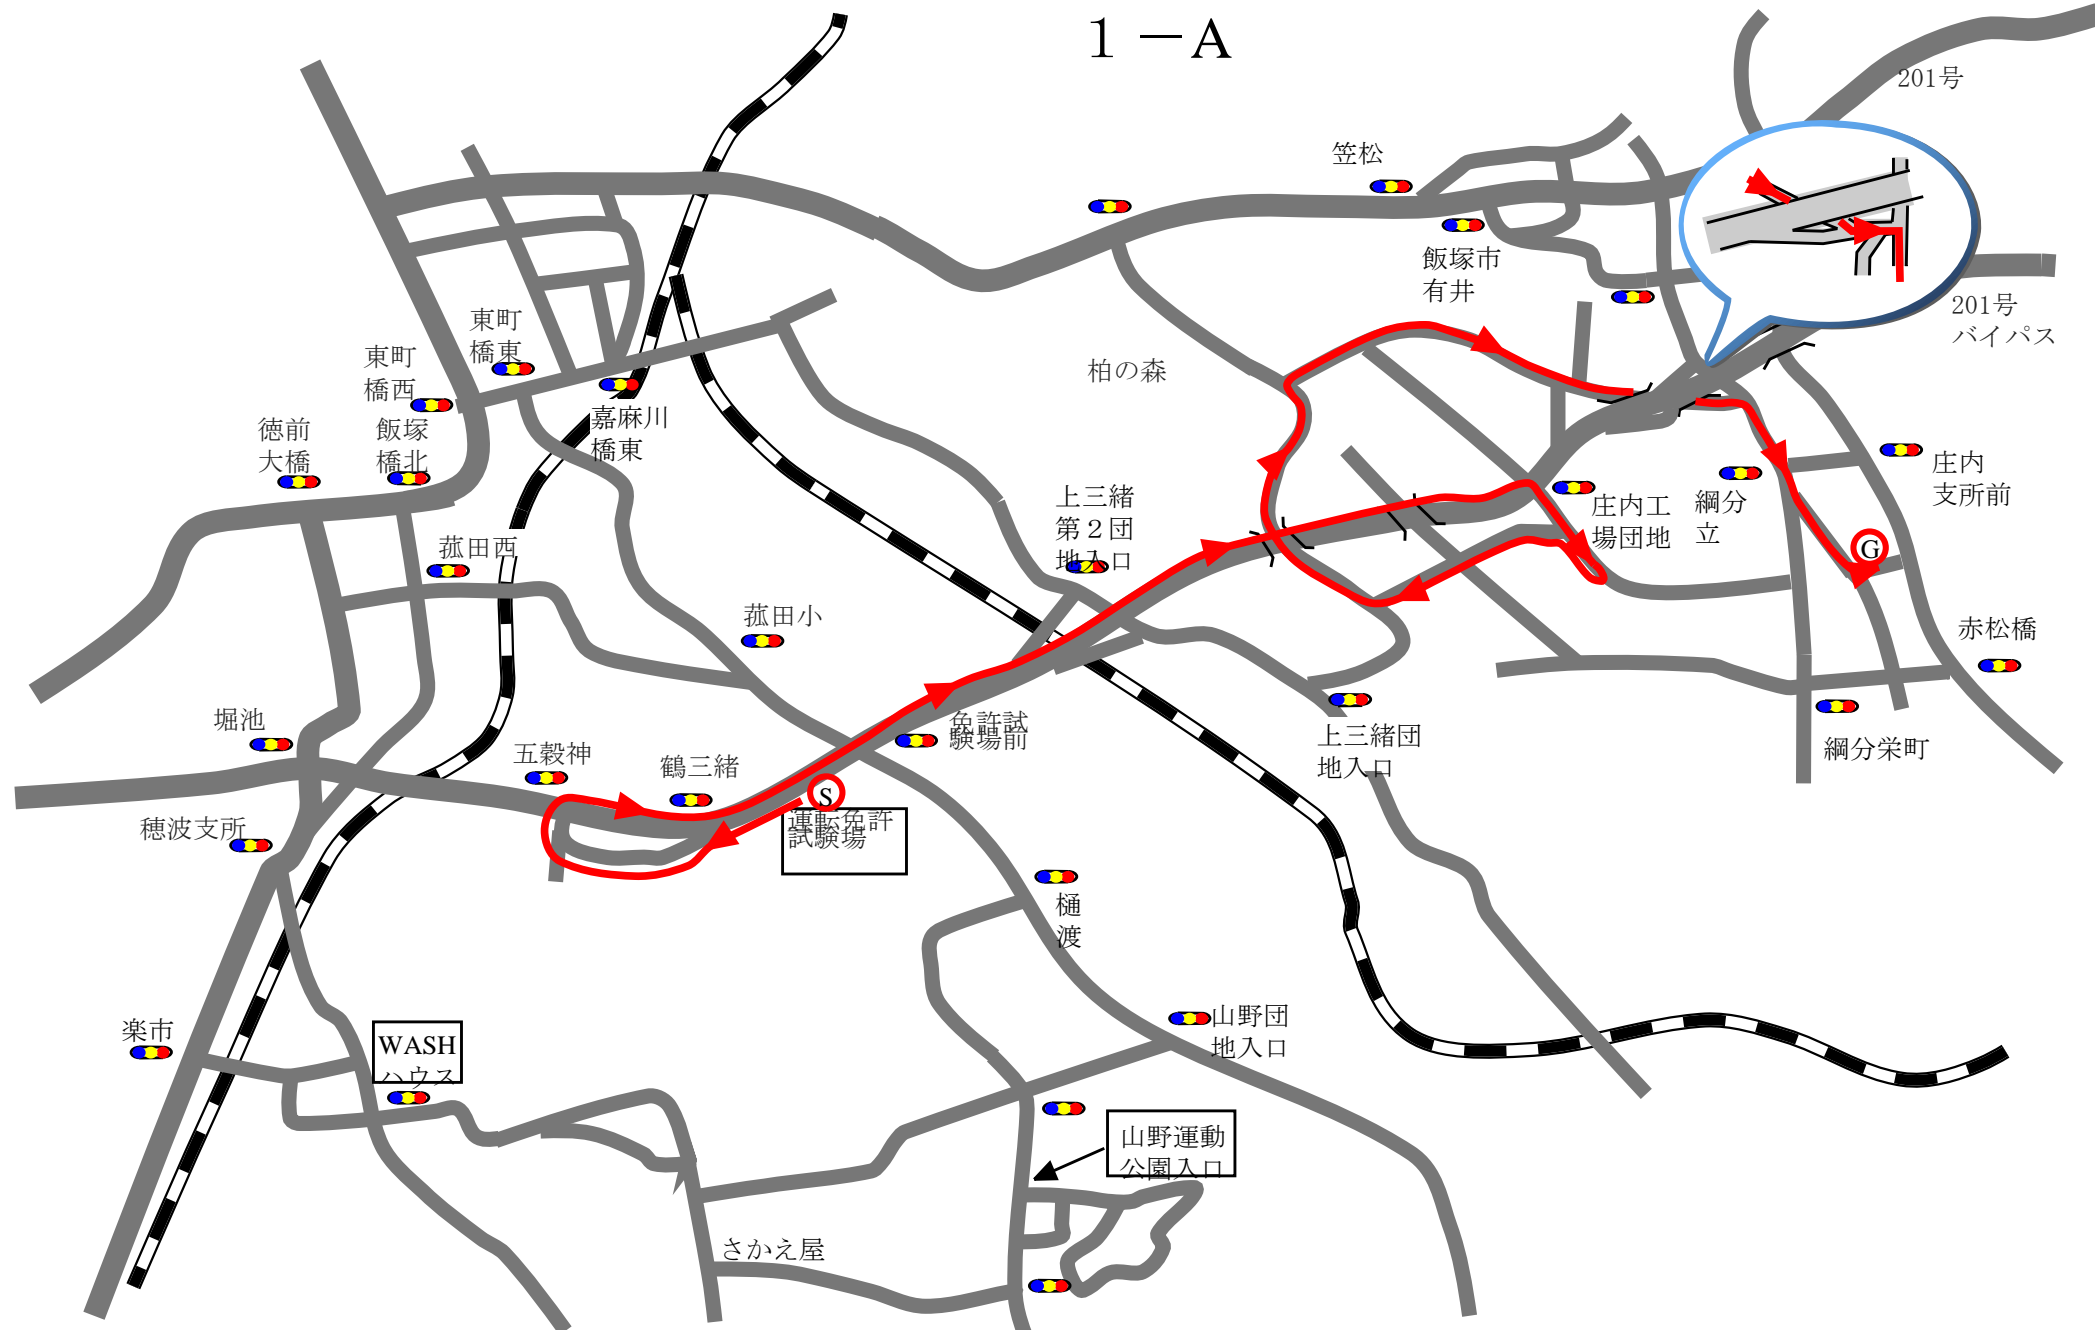 １－A
201号
笠松
飯塚市
有井
201号
バイパス
東町
橋東
東町
橋西
柏の森
嘉麻川
橋東
徳前
大橋
飯塚
橋北
庄内
支所前
上三緒
第２団
地入口
庄内工
場団地
綱分
立
菰田西
G
菰田小
赤松橋
堀池
免許試
験場前
上三緒団
地入口
綱分栄町
五穀神
鶴三緒
S
運転免許
試験場
穂波支所
樋
渡
楽市
WASH
ハウス
山野団
地入口
山野運動
公園入口
さかえ屋